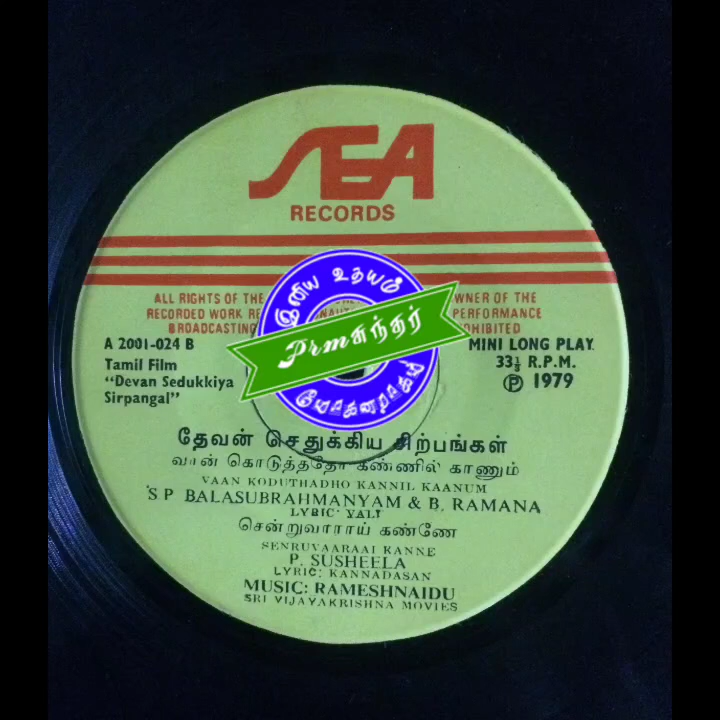 SEA
RECORDS
ALL RIGHTS OF THE OWNER OF THE
RECORDED WORK PERFORMANCE
BROADCASTING
இனிய உதயம்
Prmசுந்தர்
A 2001-024 B
Tamil Film
"Devan Sedukkiya
Sirpangal"
MINI LONG PLAY.
33⅓ R.P.M.
Ⓟ 1979
தேவன் செதுக்கிய சிற்பங்கள்
வான் கொடுத்ததோ கண்ணில் காணும்
VAAN KODUTHADHO KANNIL KAANUM
S P BALASUBRAHMANYAM & B. RAMANA
LYRIC: VALI
சென்றுவாராய் கண்ணே
SENRUVAARAAI KANNE
P. SUSHEELA
LYRIC: KANNADASAN
MUSIC: RAMESHNAIDU
SRI VIJAYAKRISHNA MOVIES